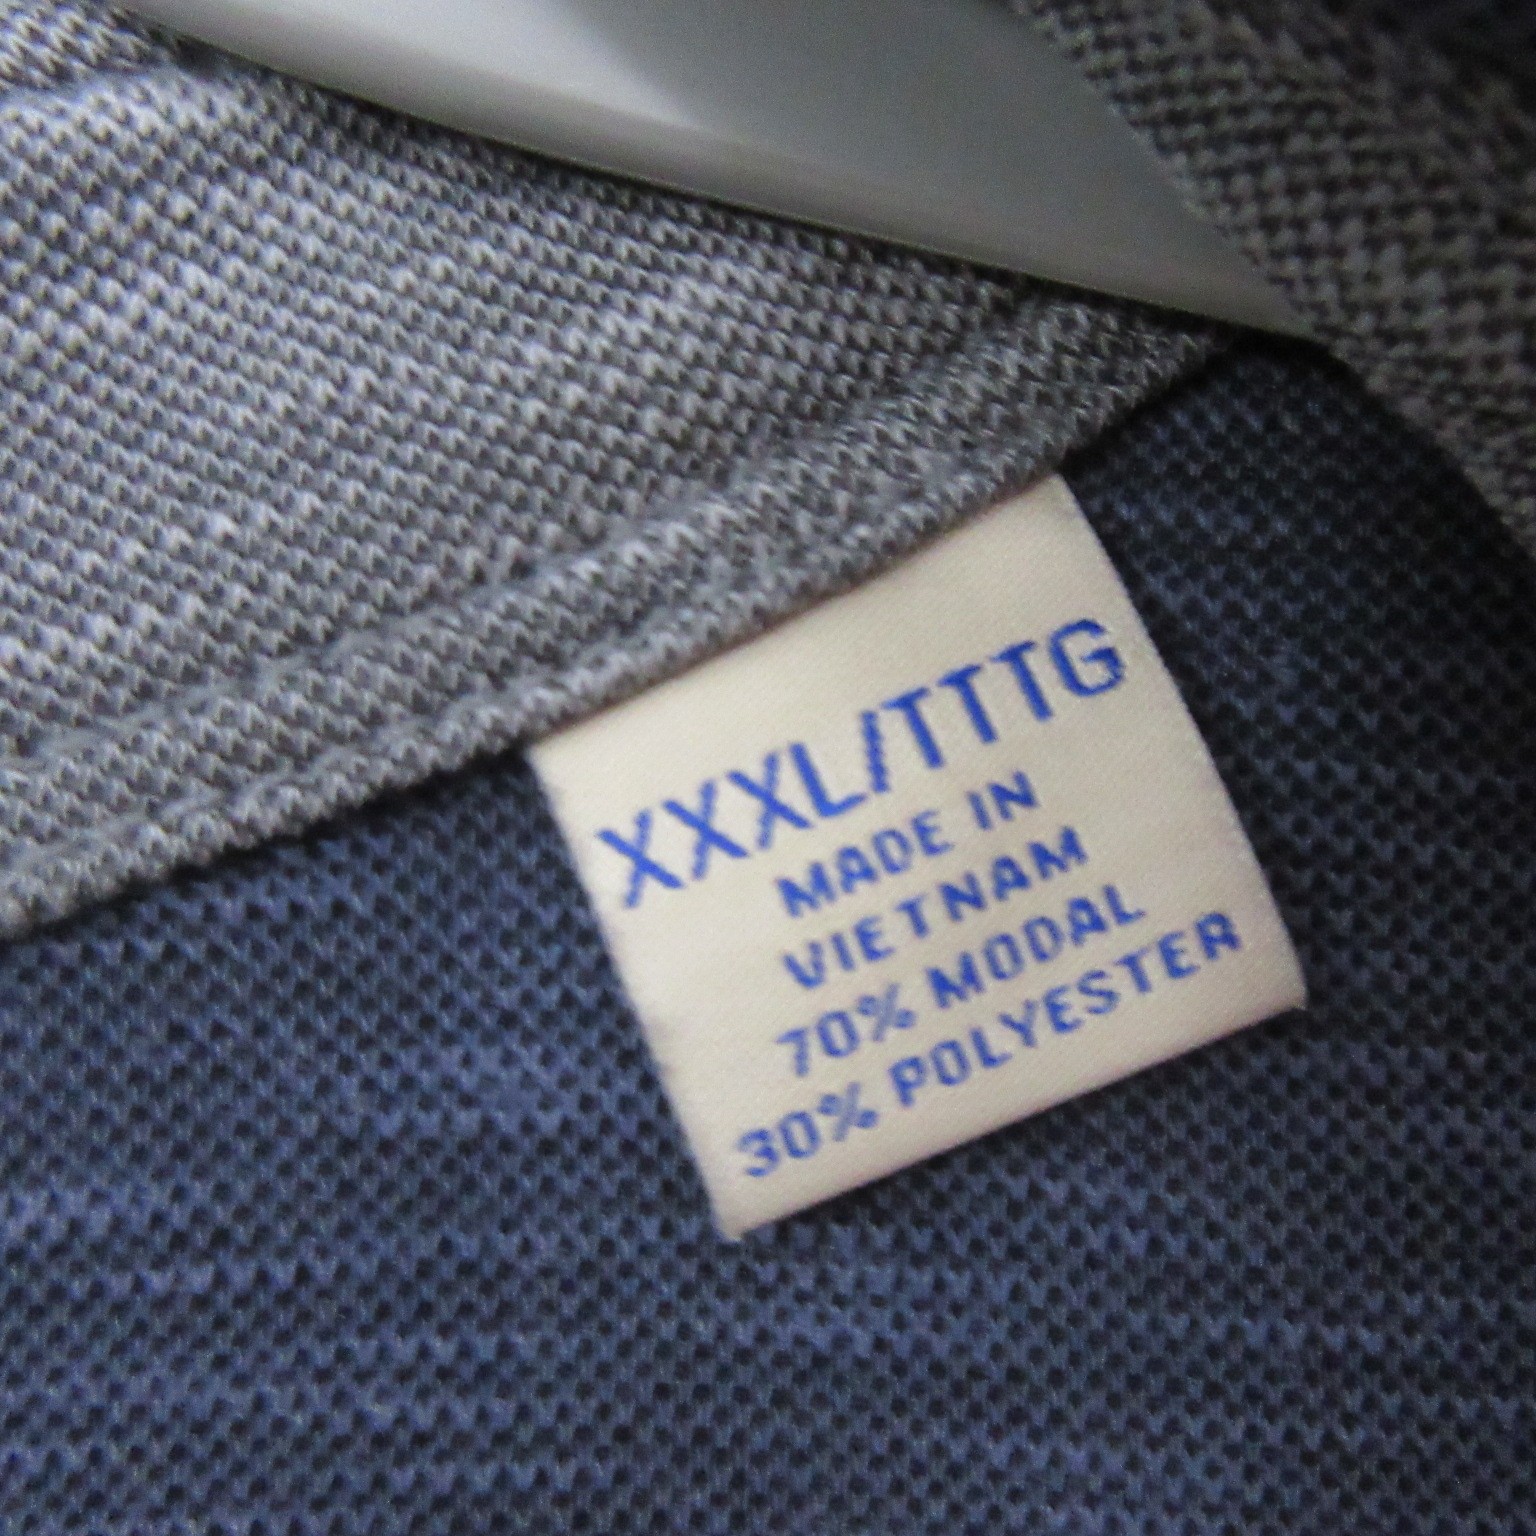 XXXL/TTTG
MADE IN
VIETNAM
70% MODAL
30% POLYESTER